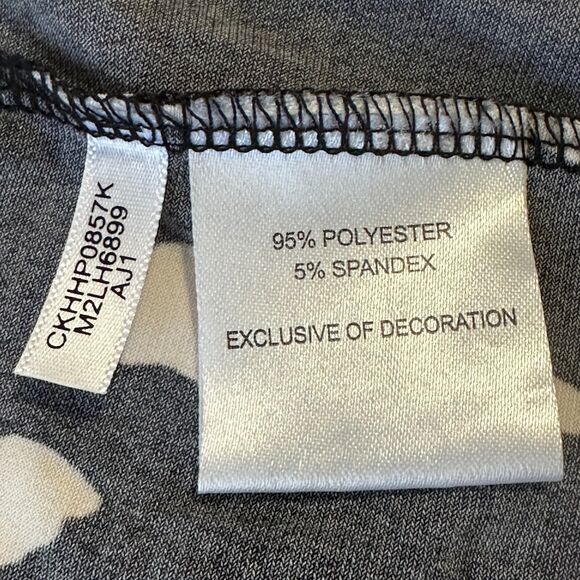 CKHHP0857K
M2LH6899
AJ1
95% POLYESTER
5% SPANDEX
EXCLUSIVE OF DECORATION